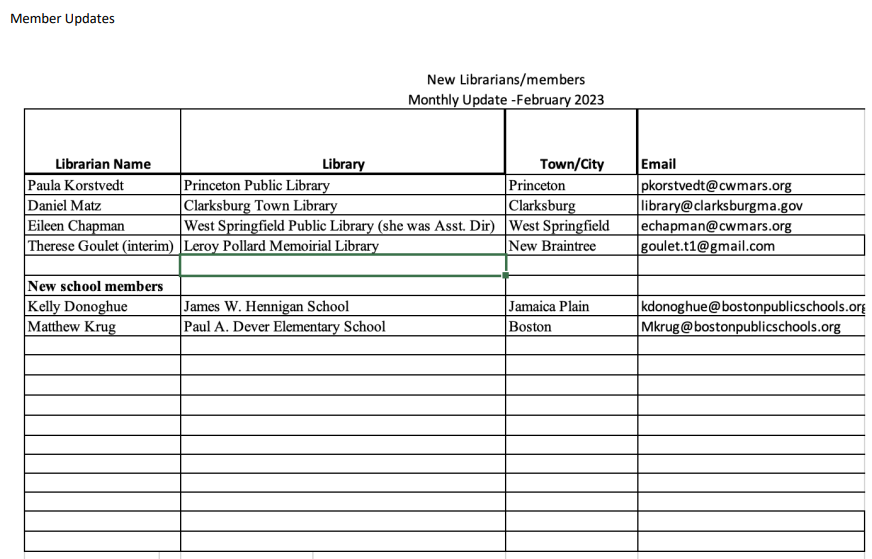 Member Updates
New Librarians/members
Monthly Update -February 2023
Librarian Name Library Town/City Email
Paula Korstvedt Princeton Public Library Princeton pkorstvedt@cwmars.org
Daniel Matz Clarksburg Town Library Clarksburg library@clarksburgma.gov
Eileen Chapman West Springfield Public Library (she was Asst. Dir) West Springfield echapman@cwmars.org
Therese Goulet (interim) Leroy Pollard Memoirial Library New Braintree goulet.t1@gmail.com
New school members
Kelly Donoghue James W. Hennigan School Jamaica Plain kdonoghue@bostonpublicschools.org
Matthew Krug Paul A. Dever Elementary School Boston Mkrug@bostonpublicschools.org